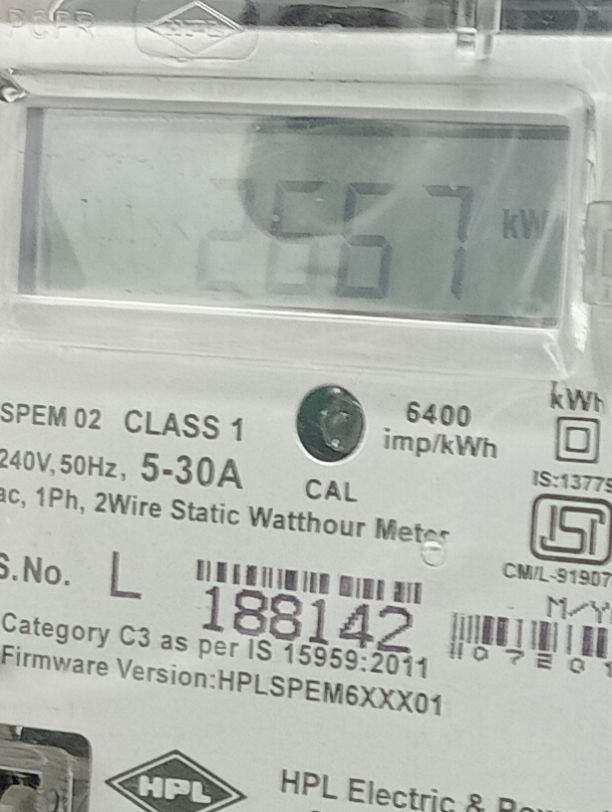 HPL
2667 kW
SPEM 02 CLASS 1
6400
imp/kWh
kWh
240V, 50Hz, 5-30A
CAL
IS:13779
ac, 1Ph, 2Wire Static Watthour Meter
CM/L-91907
S.No. L
188142
M/Y
Category C3 as per IS 15959:2011
Firmware Version:HPLSPEM6XXX01
HPL
HPL Electric &